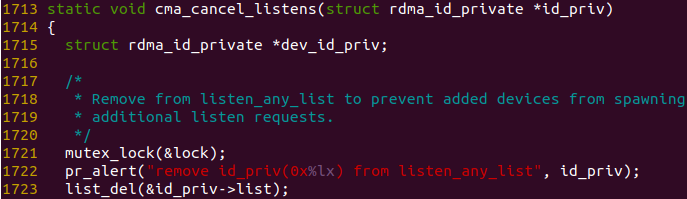 1713 static void cma_cancel_listens(struct rdma_id_private *id_priv)
1714 {
1715   struct rdma_id_private *dev_id_priv;
1716
1717   /*
1718    * Remove from listen_any_list to prevent added devices from spawning
1719    * additional listen requests.
1720    */
1721   mutex_lock(&lock);
1722   pr_alert("remove id_priv(0x%lx) from listen_any_list", id_priv);
1723   list_del(&id_priv->list);